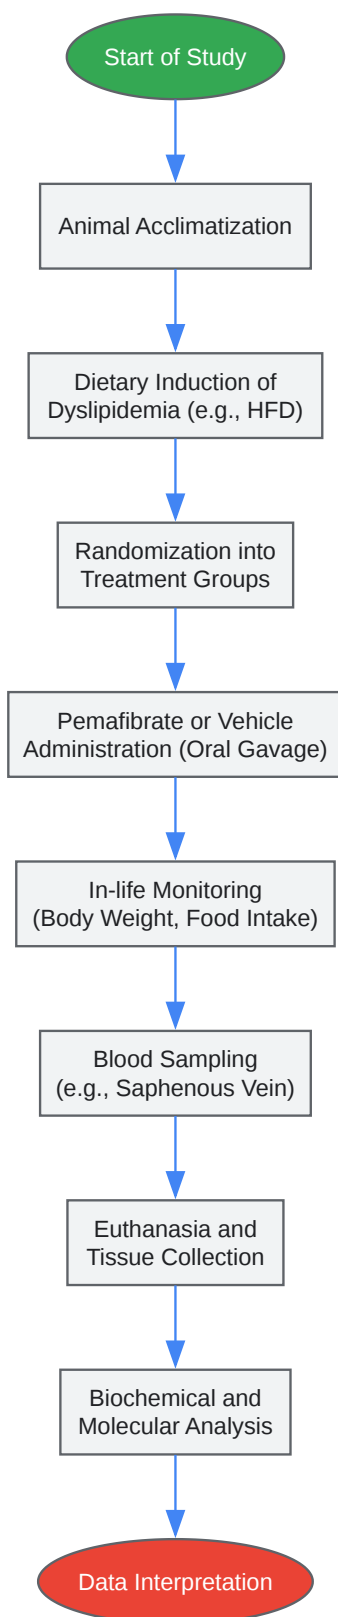 Start of Study
Animal Acclimatization
Dietary Induction of
Dyslipidemia (e.g., HFD)
Randomization into
Treatment Groups
Pemafibrate or Vehicle
Administration (Oral Gavage)
In-life Monitoring
(Body Weight, Food Intake)
Blood Sampling
(e.g., Saphenous Vein)
Euthanasia and
Tissue Collection
Biochemical and
Molecular Analysis
Data Interpretation